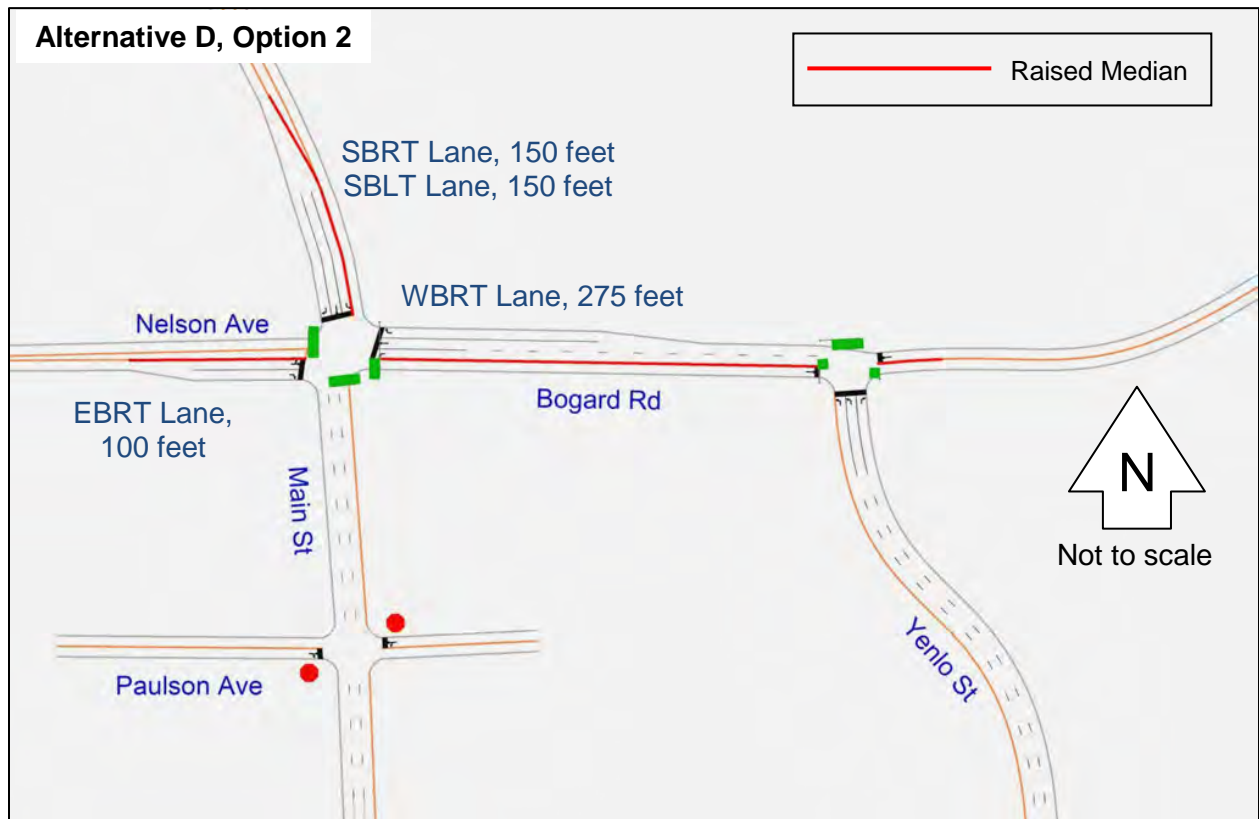 Alternative D, Option 2
Raised Median
SBRT Lane, 150 feet
SBLT Lane, 150 feet
WBRT Lane, 275 feet
Nelson Ave
Bogard Rd
EBRT Lane,
100 feet
Main St
N
Not to scale
Yenlo St
Paulson Ave